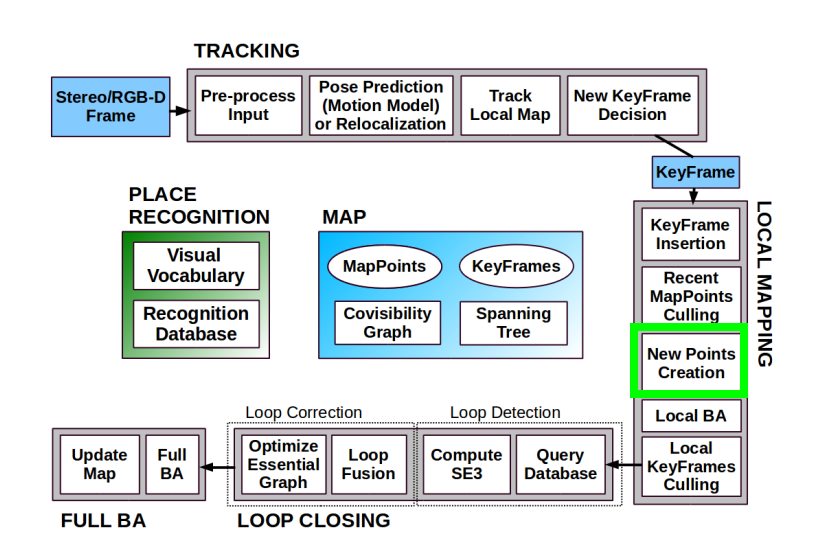 TRACKING
Stereo/RGB-D
Frame
Pre-process
Input
Pose Prediction
(Motion Model)
or Relocalization
Track
Local Map
New KeyFrame
Decision
KeyFrame
PLACE
RECOGNITION
Visual
Vocabulary
Recognition
Database
MAP
MapPoints
KeyFrames
Covisibility
Graph
Spanning
Tree
LOCAL MAPPING
KeyFrame
Insertion
Recent
MapPoints
Culling
New Points
Creation
Local BA
Local
KeyFrames
Culling
Loop Correction
Loop Detection
Optimize
Essential
Graph
Loop
Fusion
Compute
SE3
Query
Database
LOOP CLOSING
Update
Map
Full
BA
FULL BA